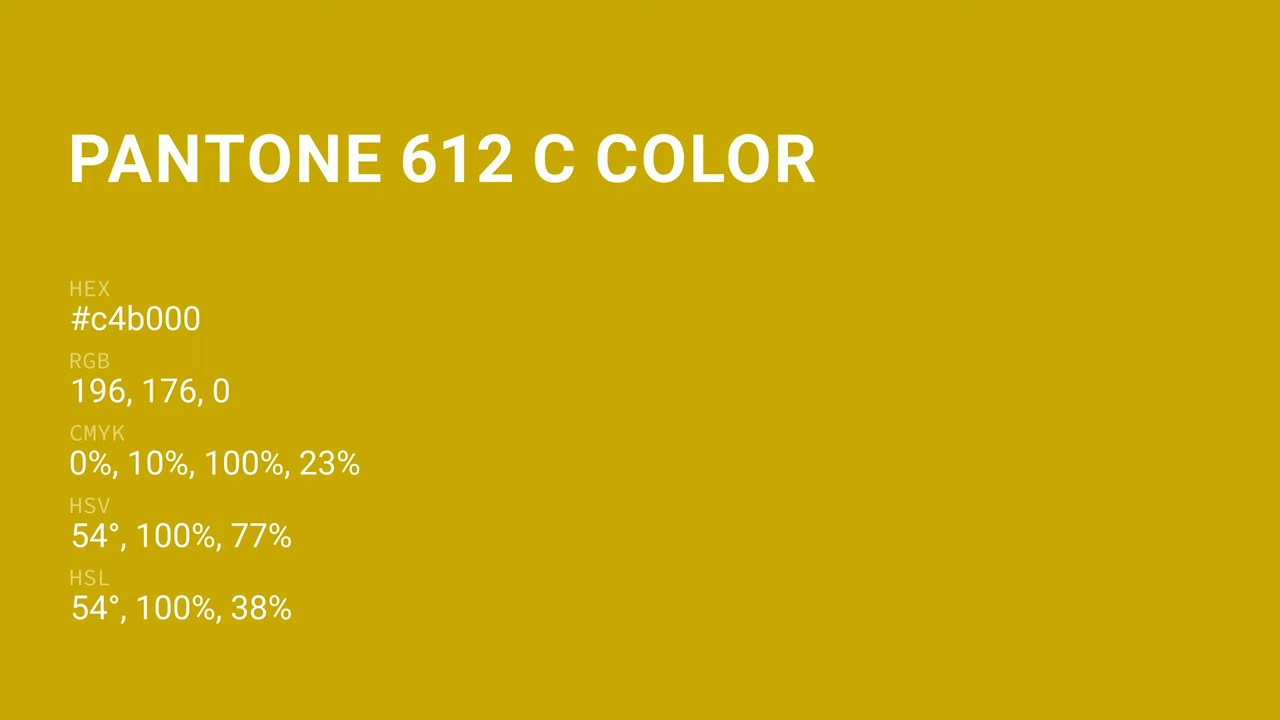 PANTONE 612 C COLOR
HEX
#c4b000
RGB
196, 176, 0
CMYK
0%, 10%, 100%, 23%
HSV
54°, 100%, 77%
HSL
54°, 100%, 38%